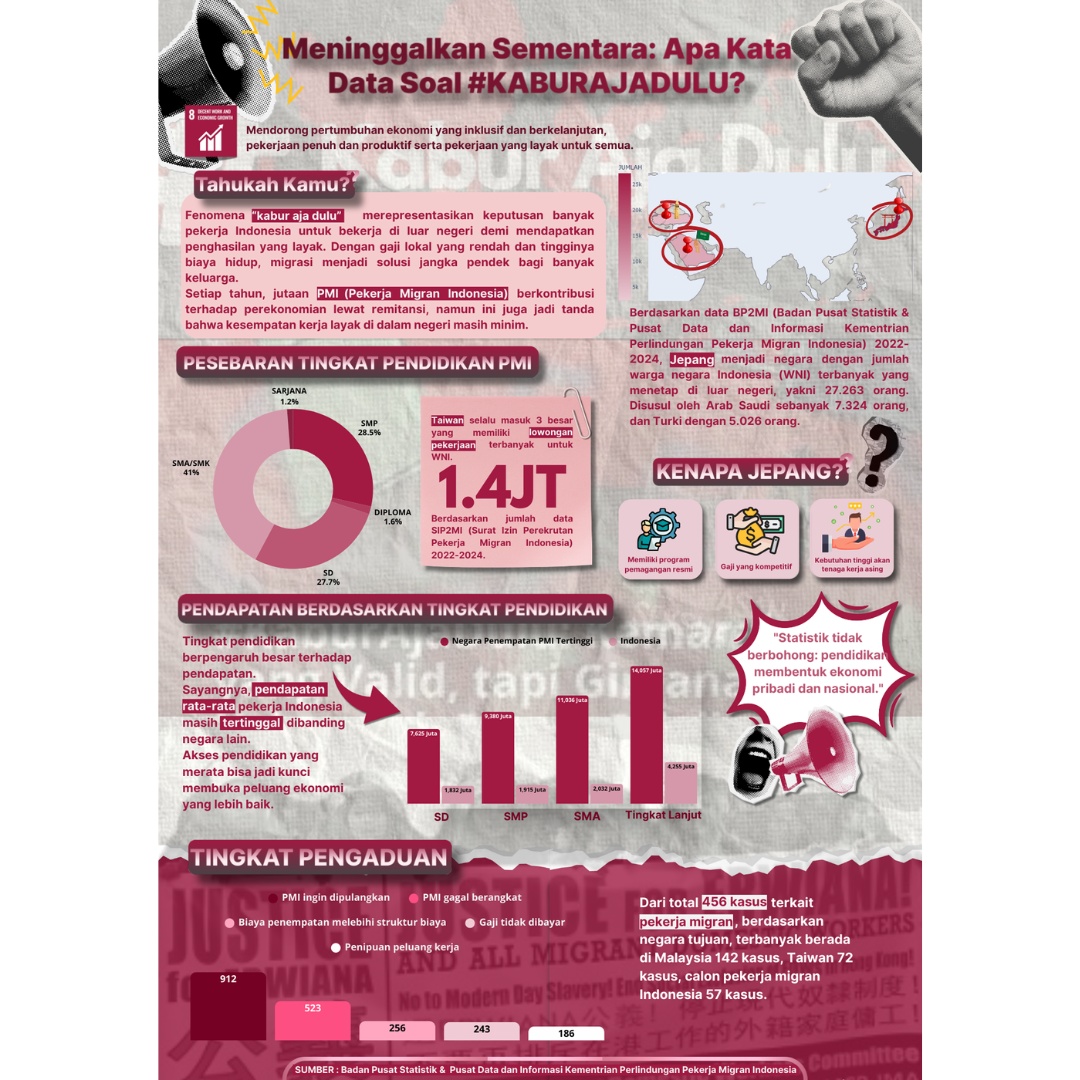 Meninggalkan Sementara: Apa Kata
Data Soal #KABURAJADULU?
8 DECENT WORK AND
ECONOMIC GROWTH
Mendorong pertumbuhan ekonomi yang inklusif dan berkelanjutan,
pekerjaan penuh dan produktif serta pekerjaan yang layak untuk semua.
Kabur Aja Dulu
Tahukah Kamu?
Fenomena "kabur aja dulu" merepresentasikan keputusan banyak
pekerja Indonesia untuk bekerja di luar negeri demi mendapatkan
penghasilan yang layak. Dengan gaji lokal yang rendah dan tingginya
biaya hidup, migrasi menjadi solusi jangka pendek bagi banyak
keluarga.
Setiap tahun, jutaan PMI (Pekerja Migran Indonesia) berkontribusi
terhadap perekonomian lewat remitansi, namun ini juga jadi tanda
bahwa kesempatan kerja layak di dalam negeri masih minim.
JUMLAH
25k
20k
15k
10k
5k
Berdasarkan data BP2MI (Badan Pusat Statistik &
Pusat Data dan Informasi Kementrian
Perlindungan Pekerja Migran Indonesia) 2022-
2024, Jepang menjadi negara dengan jumlah
warga negara Indonesia (WNI) terbanyak yang
menetap di luar negeri, yakni 27.263 orang.
Disusul oleh Arab Saudi sebanyak 7.324 orang,
dan Turki dengan 5.026 orang.
PESEBARAN TINGKAT PENDIDIKAN PMI
SARJANA
1.2%
SMP
28.5%
SMA/SMK
41%
DIPLOMA
1.6%
SD
27.7%
Taiwan selalu masuk 3 besar
yang memiliki lowongan
pekerjaan terbanyak untuk
WNI.
1.4JT
Berdasarkan jumlah data
SIP2MI (Surat Izin Perekrutan
Pekerja Migran Indonesia)
2022-2024.
KENAPA JEPANG?
?
Memiliki program
pemagangan resmi
Gaji yang kompetitif
Kebutuhan tinggi akan
tenaga kerja asing
PENDAPATAN BERDASARKAN TINGKAT PENDIDIKAN
Tingkat pendidikan
berpengaruh besar terhadap
pendapatan.
Sayangnya, pendapatan
rata-rata pekerja Indonesia
masih tertinggal dibanding
negara lain.
Akses pendidikan yang
merata bisa jadi kunci
membuka peluang ekonomi
yang lebih baik.
Negara Penempatan PMI Tertinggi
Indonesia
7,625 Juta
1,832 Juta
9,380 Juta
1,915 Juta
11,036 Juta
2,032 Juta
14,057 Juta
4,255 Juta
SD
SMP
SMA
Tingkat Lanjut
"Statistik tidak
berbohong: pendidikan
membentuk ekonomi
pribadi dan nasional."
TINGKAT PENGADUAN
PMI ingin dipulangkan
PMI gagal berangkat
Biaya penempatan melebihi struktur biaya
Gaji tidak dibayar
Penipuan peluang kerja
912
523
256
243
186
Dari total 456 kasus terkait
pekerja migran, berdasarkan
negara tujuan, terbanyak berada
di Malaysia 142 kasus, Taiwan 72
kasus, calon pekerja migran
Indonesia 57 kasus.
AND ALL MIGRAN
WORKERS
No to Modern Day Slavery!
SUMBER : Badan Pusat Statistik & Pusat Data dan Informasi Kementrian Perlindungan Pekerja Migran Indonesia